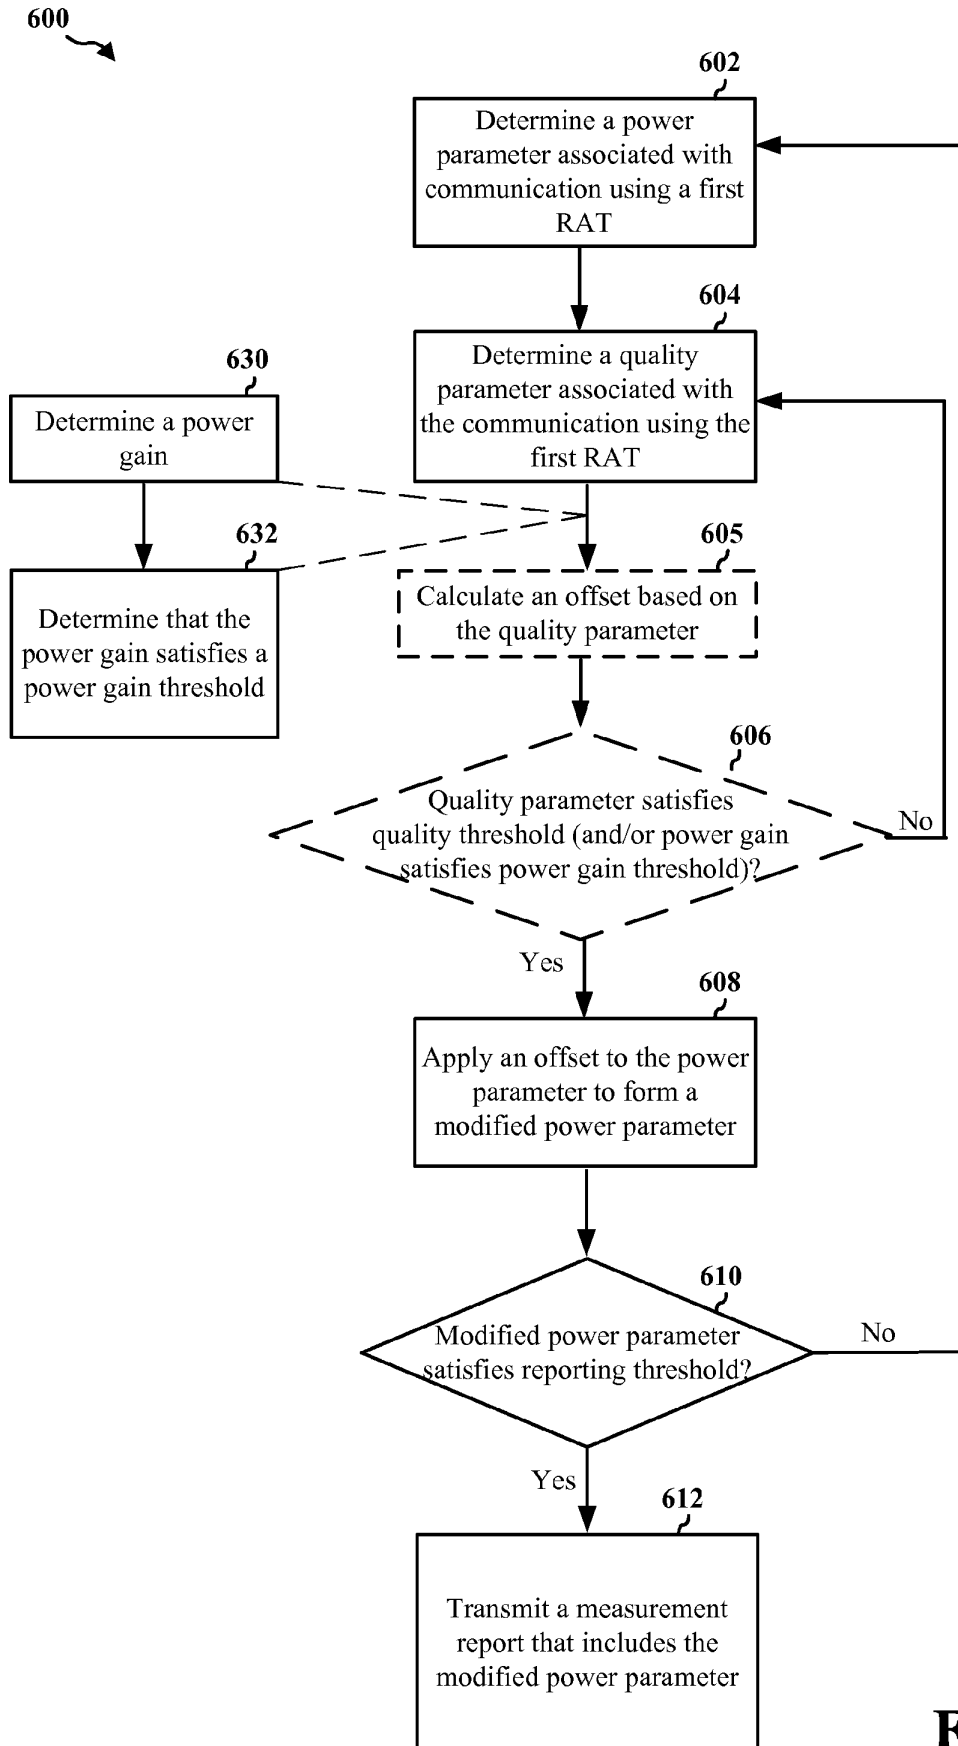 600
602
Determine a power
parameter associated with
communication using a first
RAT
604
Determine a quality
parameter associated with
the communication using the
first RAT
630
Determine a power
gain
632
Determine that the
power gain satisfies a
power gain threshold
605
Calculate an offset based on
the quality parameter
606
Quality parameter satisfies
quality threshold (and/or power gain
satisfies power gain threshold)?
No
Yes
608
Apply an offset to the power
parameter to form a
modified power parameter
610
Modified power parameter
satisfies reporting threshold?
No
Yes
612
Transmit a measurement
report that includes the
modified power parameter